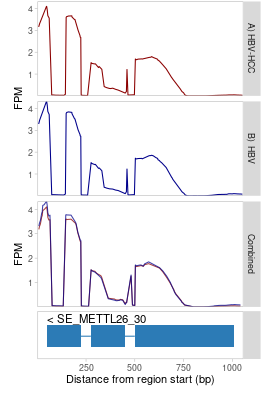 4
3
2
1
FPM
A) HBV-HCC
4
3
2
1
B) HBV
4
3
2
1
FPM
Combined
< SE_METTL26_30
250 500 750 1000
Distance from region start (bp)